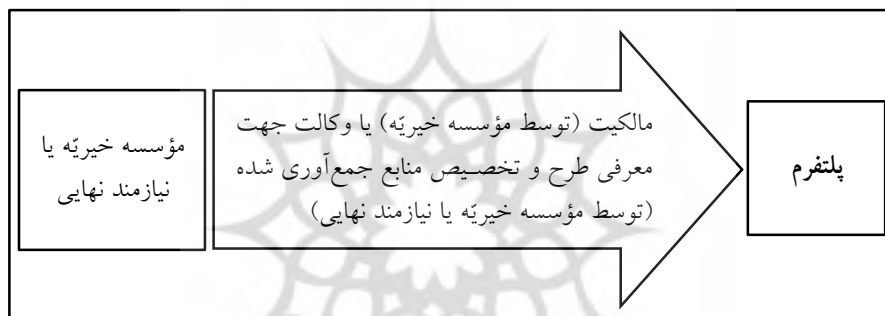 مؤسسه خیریّه یا
نیازمند نهایی
مالکیت (توسط مؤسسه خیریّه) یا وکالت جهت
معرفی طرح و تخصیص منابع جمع‌آوری شده
(توسط مؤسسه خیریّه یا نیازمند نهایی)
پلتفرم